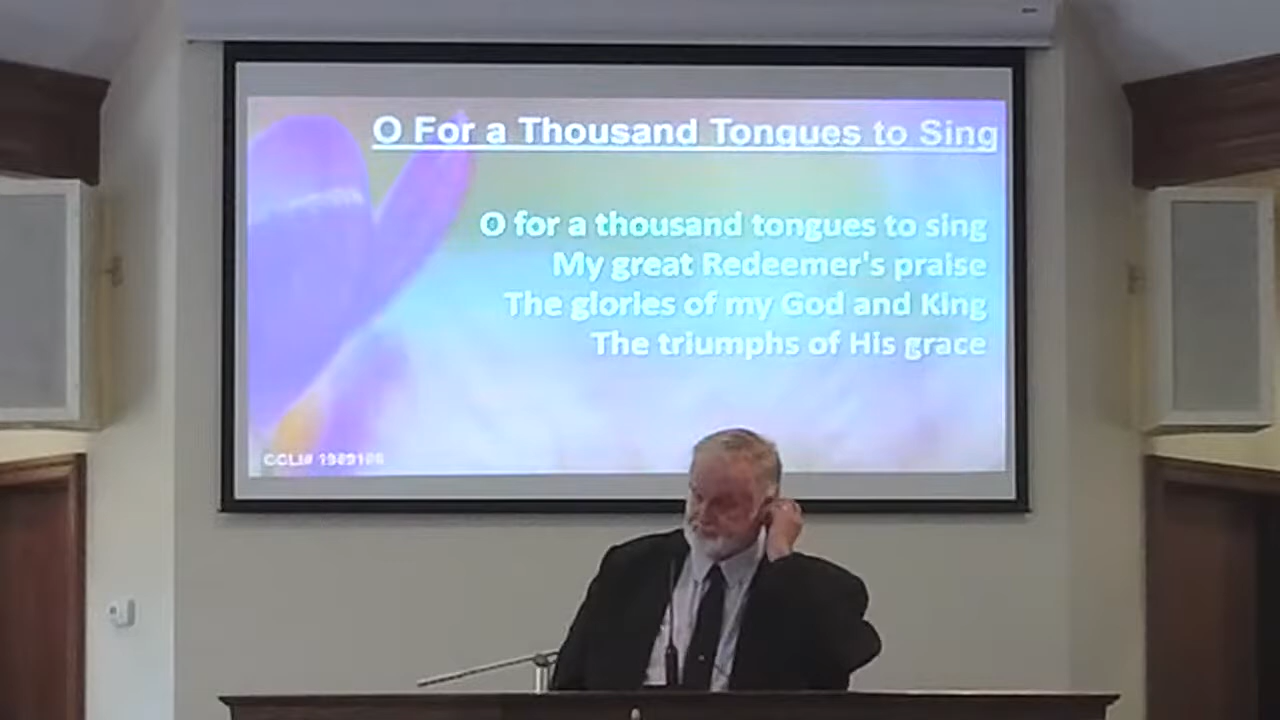 O For a Thousand Tongues to Sing
O for a thousand tongues to sing
My great Redeemer's praise
The glories of my God and King
The triumphs of His grace
CCLI#